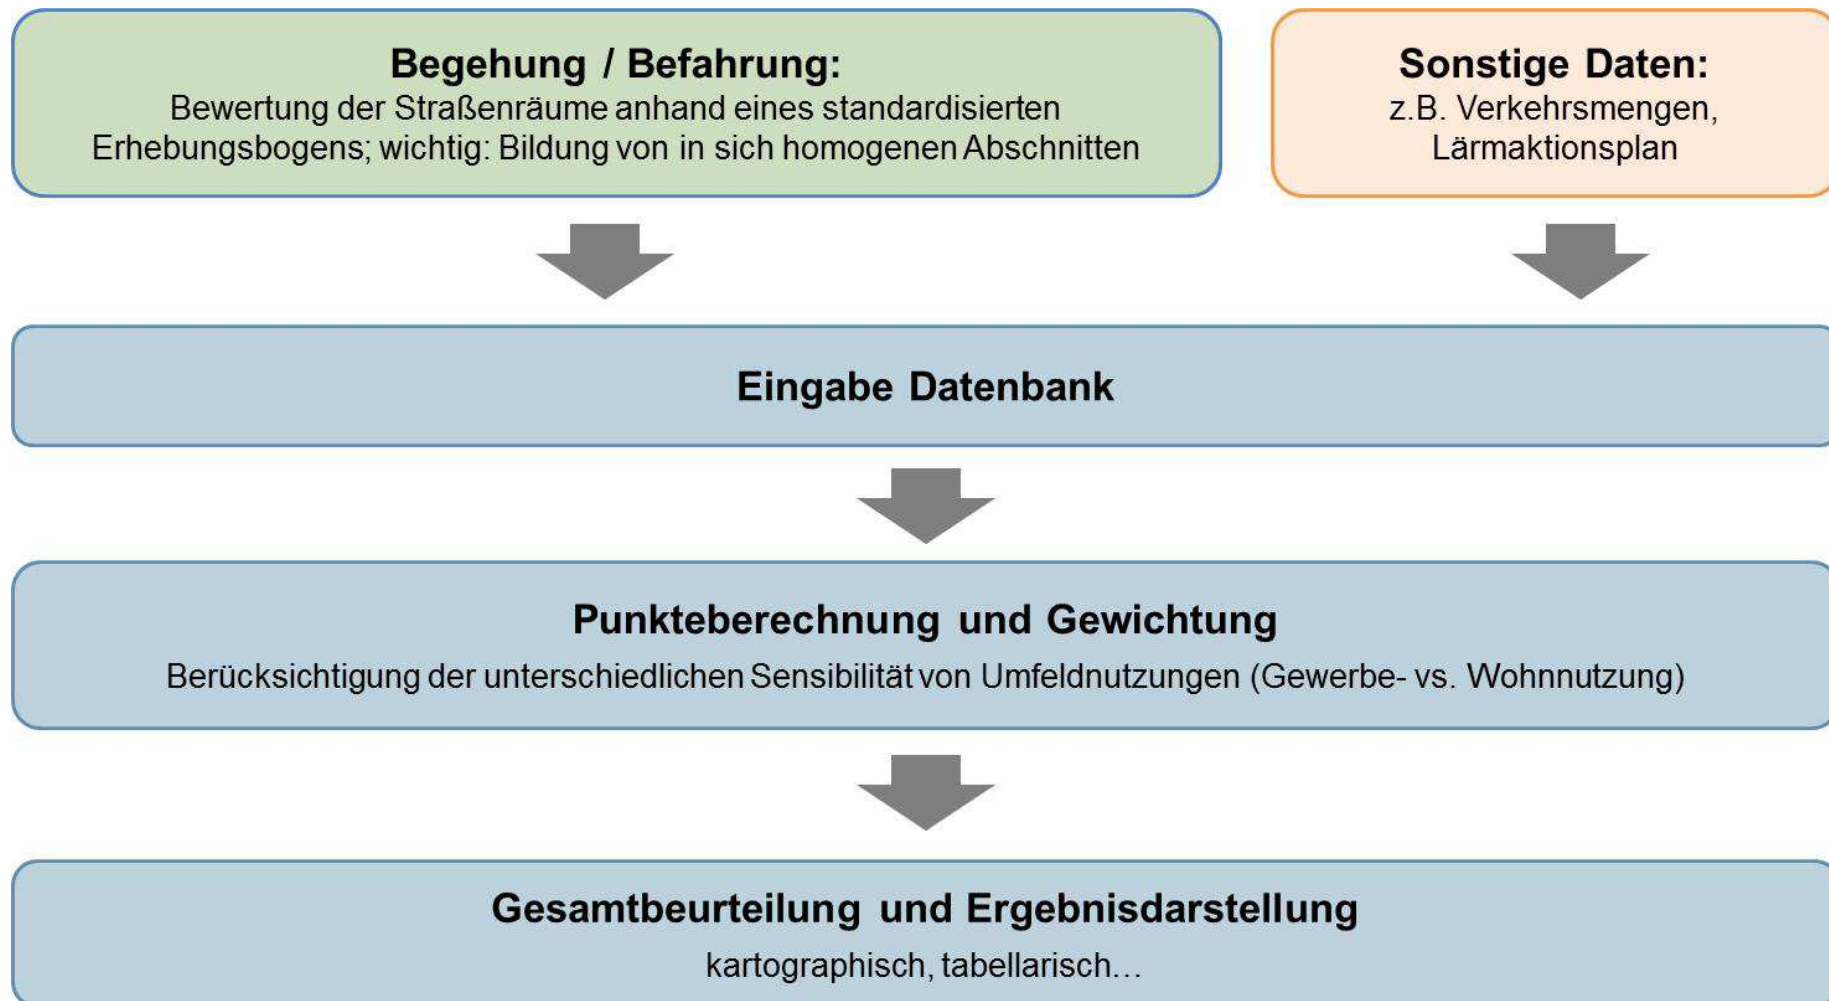 Begehung / Befahrung:
Bewertung der Straßenräume anhand eines standardisierten
Erhebungsbogens; wichtig: Bildung von in sich homogenen Abschnitten
Sonstige Daten:
z.B. Verkehrsmengen,
Lärmaktionsplan
Eingabe Datenbank
Punkteberechnung und Gewichtung
Berücksichtigung der unterschiedlichen Sensibilität von Umfeldnutzungen (Gewerbe- vs. Wohnnutzung)
Gesamtbeurteilung und Ergebnisdarstellung
kartographisch, tabellarisch…